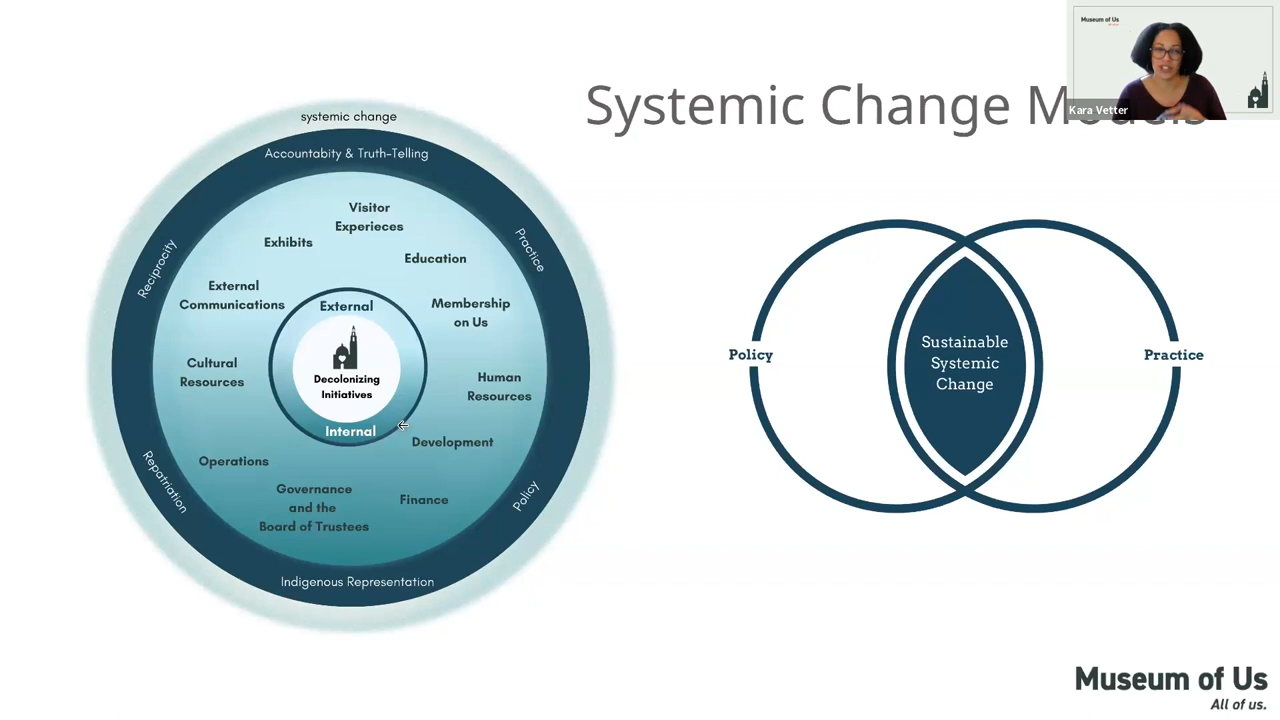 Museum of Us
Kara Vetter
Systemic Change
systemic change
Accountabity & Truth-Telling
Reciprocity
Practice
Visitor
Experieces
Exhibits
Education
External
Communications
Membership
on Us
External
Cultural
Resources
Decolonizing
Initiatives
Human
Resources
Internal
Development
Operations
Governance
and the
Board of Trustees
Finance
Repatriation
Policy
Indigenous Representation
Policy
Sustainable
Systemic
Change
Practice
Museum of Us
All of us.